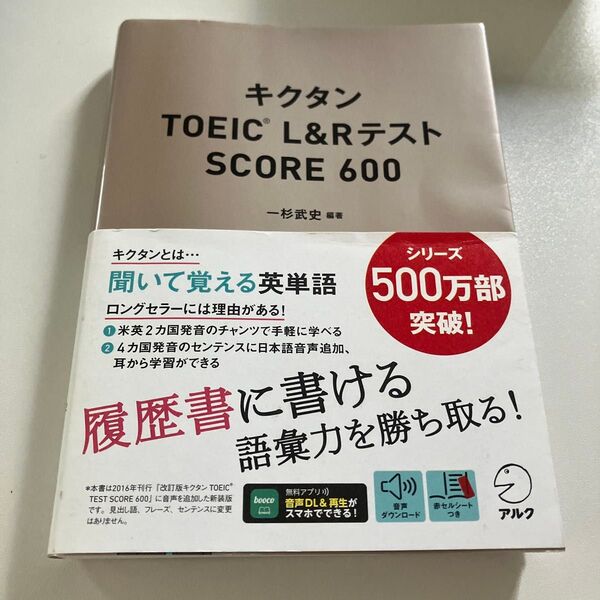 キクタン
TOEIC® L&Rテスト
SCORE 600
一杉武史 編著
キクタンとは…
聞いて覚える英単語
ロングセラーには理由がある!
1 米英2カ国発音のチャンツで手軽に学べる
2 4カ国発音のセンテンスに日本語音声追加、
耳から学習ができる
シリーズ
500万部
突破!
履歴書に書ける
語彙力を勝ち取る!
*本書は2016年刊行「改訂版キクタン TOEIC®
TEST SCORE 600」に音声を追加した新装版
です。見出し語、フレーズ、センテンスに変更
はありません。
booco
無料アプリ
音声DL&再生が
スマホでできる!
音声
ダウンロード
赤セルシート
つき
アルク